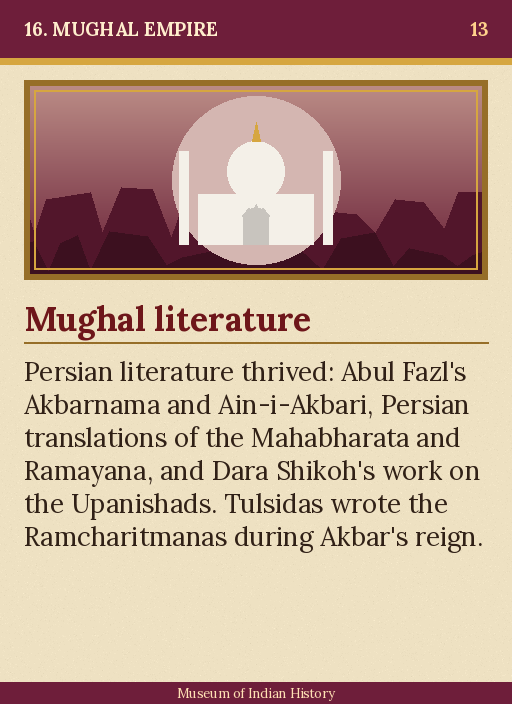 16. MUGHAL EMPIRE
13
Mughal literature
Persian literature thrived: Abul Fazl's
Akbarnama and Ain-i-Akbari, Persian
translations of the Mahabharata and
Ramayana, and Dara Shikoh's work on
the Upanishads. Tulsidas wrote the
Ramcharitmanas during Akbar's reign.
Museum of Indian History